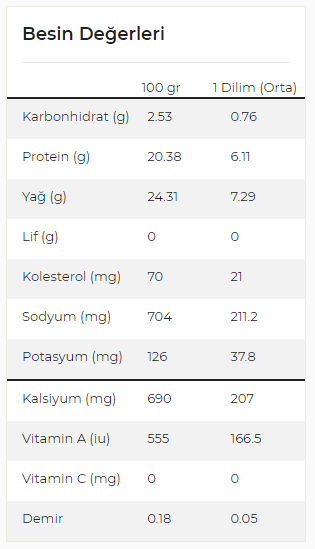 Besin Değerleri
100 gr 1 Dilim (Orta)
Karbonhidrat (g) 2.53 0.76
Protein (g) 20.38 6.11
Yağ (g) 24.31 7.29
Lif (g) 0 0
Kolesterol (mg) 70 21
Sodyum (mg) 704 211.2
Potasyum (mg) 126 37.8
Kalsiyum (mg) 690 207
Vitamin A (iu) 555 166.5
Vitamin C (mg) 0 0
Demir 0.18 0.05